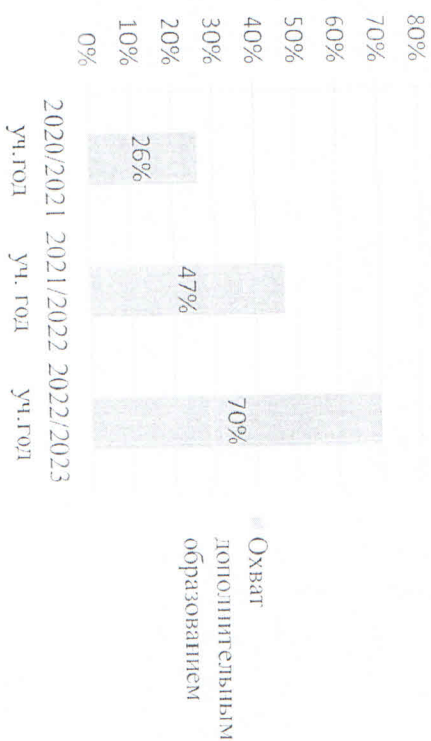 80%
70%
60%
50%
40%
30%
20%
10%
0%
26%
47%
70%
2020/2021
уч.год
2021/2022
уч. год
2022/2023
уч.год
Охват
дополнительным
образованием